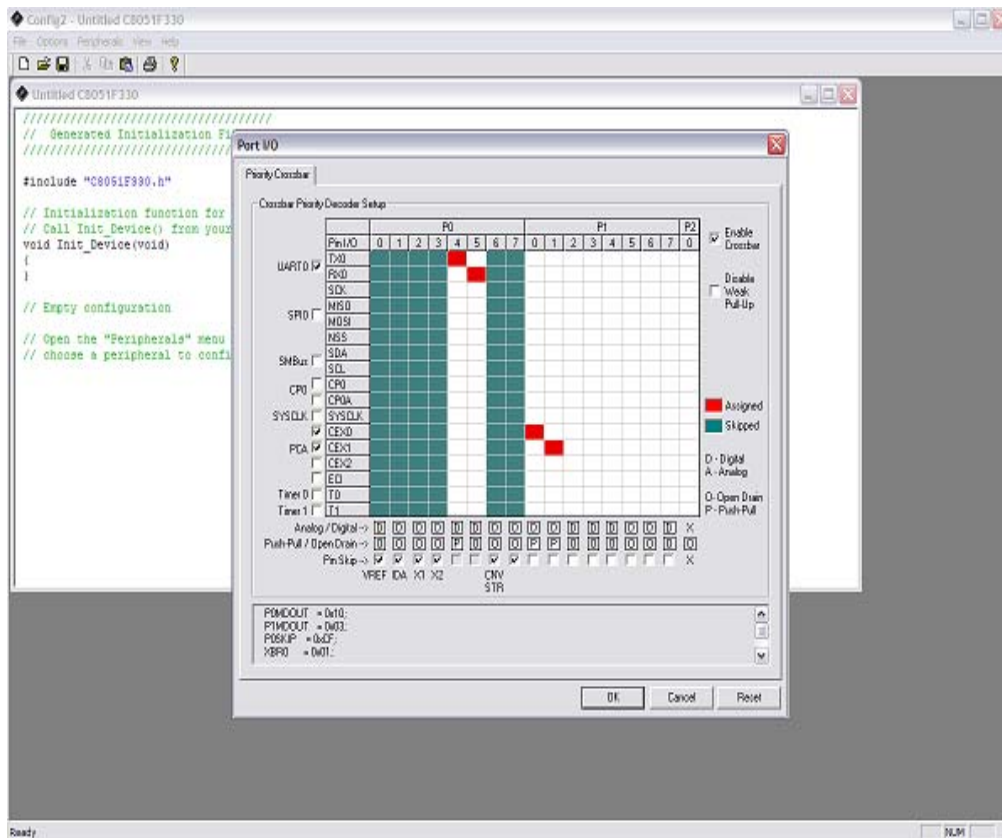 Config2 - Untitled C8051F330
File Options Peripherals View Help
Untitled C8051F330
//////////////////////////////////////
// Generated Initialization Fi
//////////////////////////////////////
#include "C8051F330.h"
// Initialization function for
// Call Init_Device() from your
void Init_Device(void)
{
}
// Empty configuration
// Open the "Peripherals" menu
// choose a peripheral to confi
Port I/O
Priority Crossbar
Crossbar Priority Decoder Setup
P0 P1 P2
Pin I/O 0 1 2 3 4 5 6 7 0 1 2 3 4 5 6 7 0
Enable Crossbar
Disable Weak Pull-Up
UART0
TX0
RX0
SPI0
SCK
MISO
MOSI
NSS
SMBus
SDA
SCL
CP0
CP0
CP0A
SYSCLK
SYSCLK
PCA
CEX0
CEX1
CEX2
ECI
Timer 0
T0
Timer 1
T1
Assigned
Skipped
D - Digital
A - Analog
O- Open Drain
P - Push-Pull
Analog / Digital -> D O O O D D O O D D O O O O O D X
Push-Pull / Open Drain -> O O O O P O O O P P O O O O O O O
Pin Skip -> X
VREF IDA X1 X2 CNV STR
P0MDOUT = 0x10;
P1MDOUT = 0x03;
P0SKIP = 0xCF;
XBR0 = 0x01;
OK Cancel Reset
Ready NUM